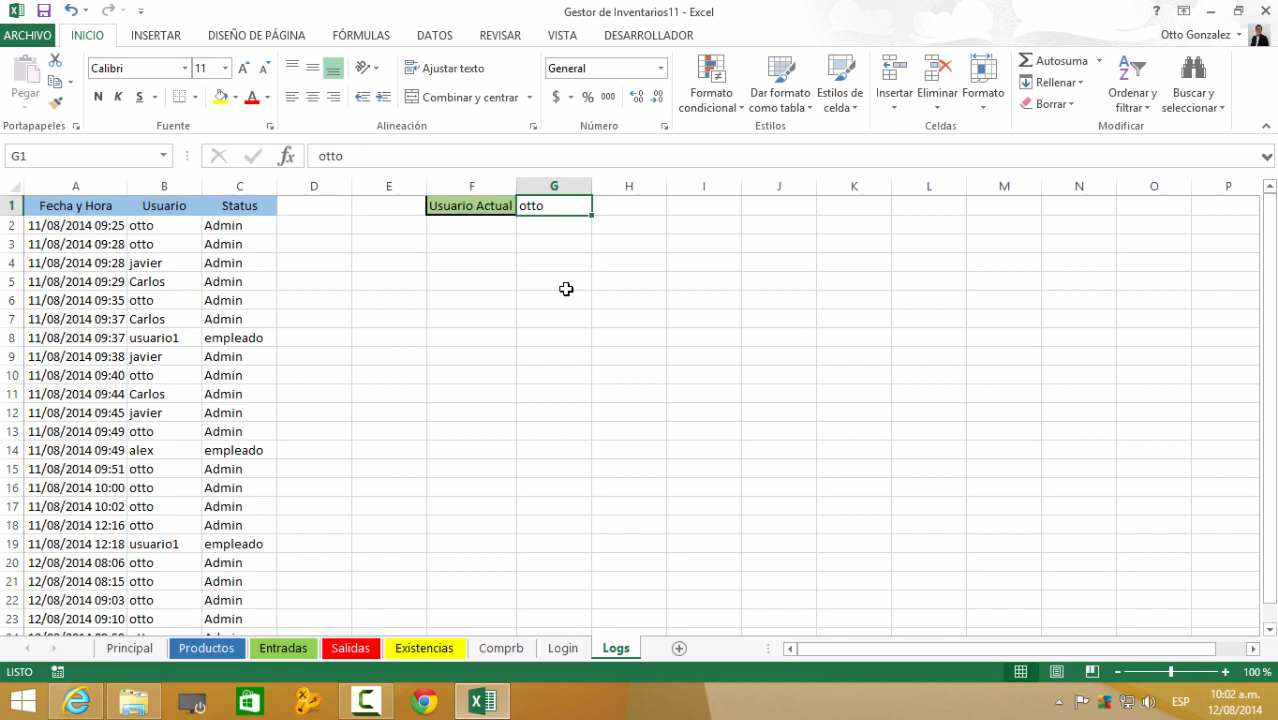 Gestor de Inventarios11 - Excel
ARCHIVO INICIO INSERTAR DISEÑO DE PÁGINA FÓRMULAS DATOS REVISAR VISTA DESARROLLADOR Otto Gonzalez
Pegar
Calibri 11
N K S
Ajustar texto
Combinar y centrar
General
$ % 000
Formato condicional
Dar formato como tabla
Estilos de celda
Insertar Eliminar Formato
Autosuma
Rellenar
Borrar
Ordenar y filtrar
Buscar y seleccionar
Portapapeles Fuente Alineación Número Estilos Celdas Modificar
G1 fx otto
A B C D E F G H I J K L M N O P
1 Fecha y Hora Usuario Status Usuario Actual otto
2 11/08/2014 09:25 otto Admin
3 11/08/2014 09:28 otto Admin
4 11/08/2014 09:28 javier Admin
5 11/08/2014 09:29 Carlos Admin
6 11/08/2014 09:35 otto Admin
7 11/08/2014 09:37 Carlos Admin
8 11/08/2014 09:37 usuario1 empleado
9 11/08/2014 09:38 javier Admin
10 11/08/2014 09:40 otto Admin
11 11/08/2014 09:44 Carlos Admin
12 11/08/2014 09:45 javier Admin
13 11/08/2014 09:49 otto Admin
14 11/08/2014 09:49 alex empleado
15 11/08/2014 09:51 otto Admin
16 11/08/2014 10:00 otto Admin
17 11/08/2014 10:02 otto Admin
18 11/08/2014 12:16 otto Admin
19 11/08/2014 12:18 usuario1 empleado
20 12/08/2014 08:06 otto Admin
21 12/08/2014 08:15 otto Admin
22 12/08/2014 09:03 otto Admin
23 12/08/2014 09:10 otto Admin
Principal Productos Entradas Salidas Existencias Comprb Login Logs
LISTO 100 %
ESP
10:02 a.m.
12/08/2014